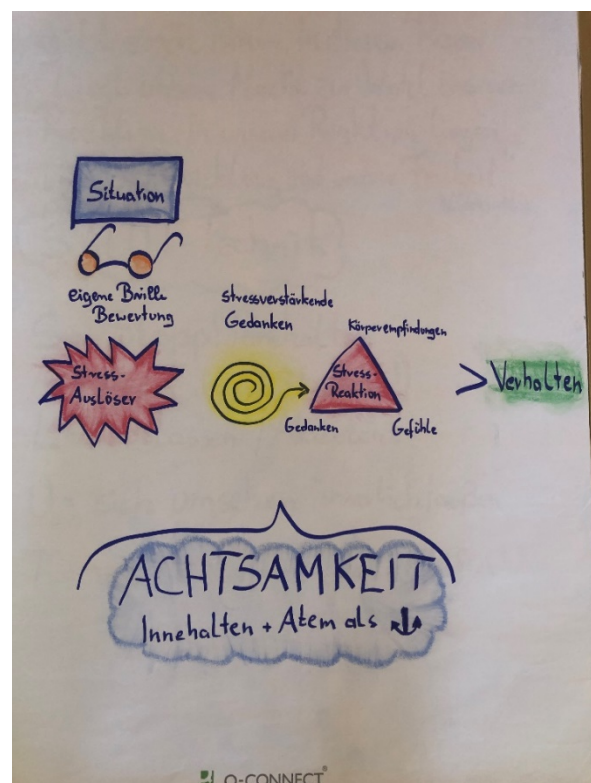 Situation
eigene Brille
Bewertung
Stress-
Auslöser
Stressverstärkende
Gedanken
Körperempfindungen
Stress-
Reaktion
Gedanken
Gefühle
> Verhalten
ACHTSAMKEIT
Innehalten + Atem als
Q-CONNECT®